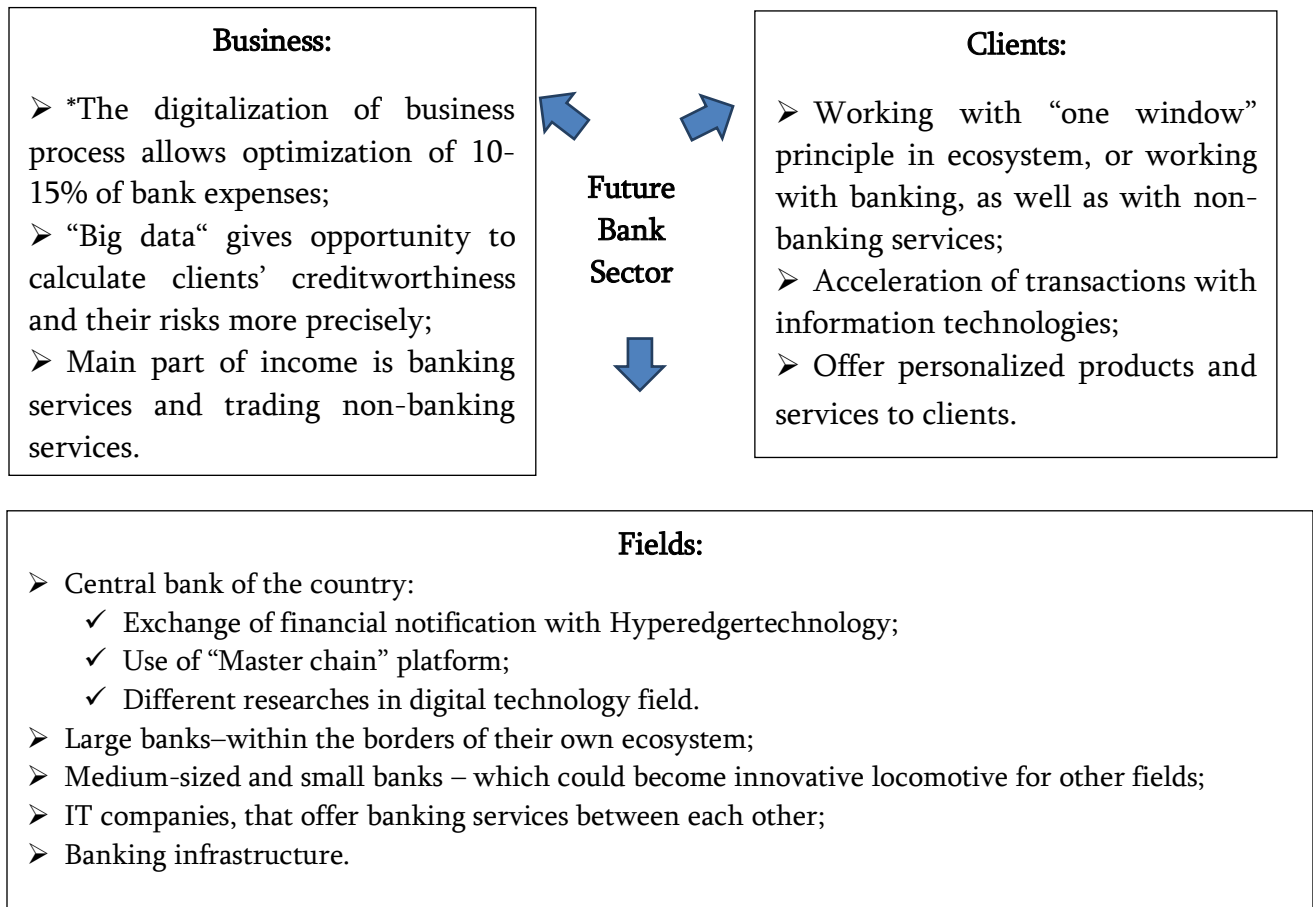 Business:
➢ *The digitalization of business
process allows optimization of 10-
15% of bank expenses;
➢ “Big data“ gives opportunity to
calculate clients’ creditworthiness
and their risks more precisely;
➢ Main part of income is banking
services and trading non-banking
services.
Future
Bank
Sector
Clients:
➢ Working with “one window”
principle in ecosystem, or working
with banking, as well as with non-
banking services;
➢ Acceleration of transactions with
information technologies;
➢ Offer personalized products and
services to clients.
Fields:
➢ Central bank of the country:
✓ Exchange of financial notification with Hyperedgertechnology;
✓ Use of “Master chain” platform;
✓ Different researches in digital technology field.
➢ Large banks–within the borders of their own ecosystem;
➢ Medium-sized and small banks – which could become innovative locomotive for other fields;
➢ IT companies, that offer banking services between each other;
➢ Banking infrastructure.